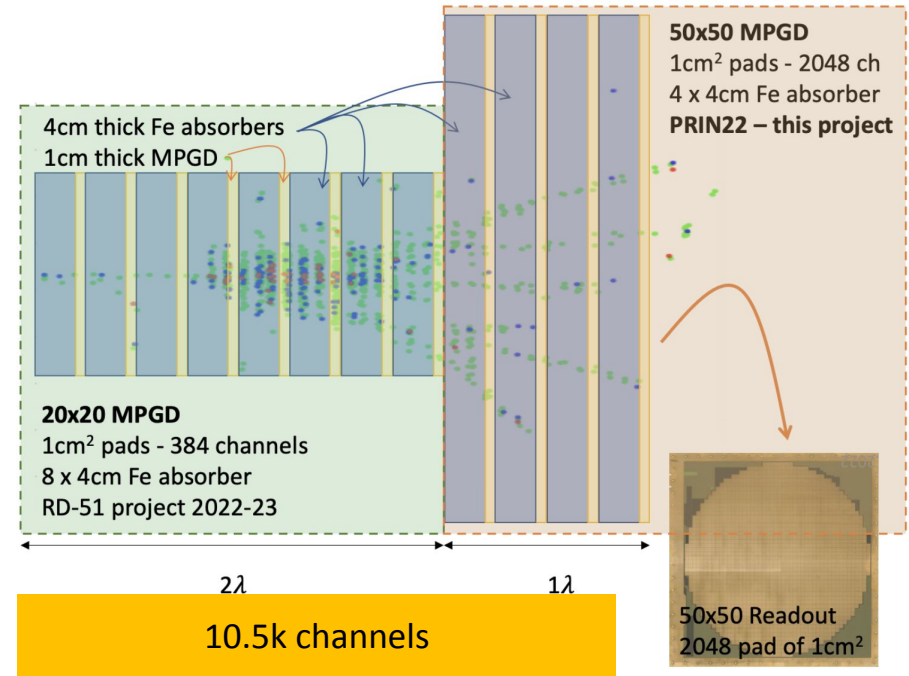 4cm thick Fe absorbers
1cm thick MPGD
50x50 MPGD
1cm² pads - 2048 ch
4 x 4cm Fe absorber
PRIN22 – this project
20x20 MPGD
1cm² pads - 384 channels
8 x 4cm Fe absorber
RD-51 project 2022-23
2λ
1λ
10.5k channels
50x50 Readout
2048 pad of 1cm²